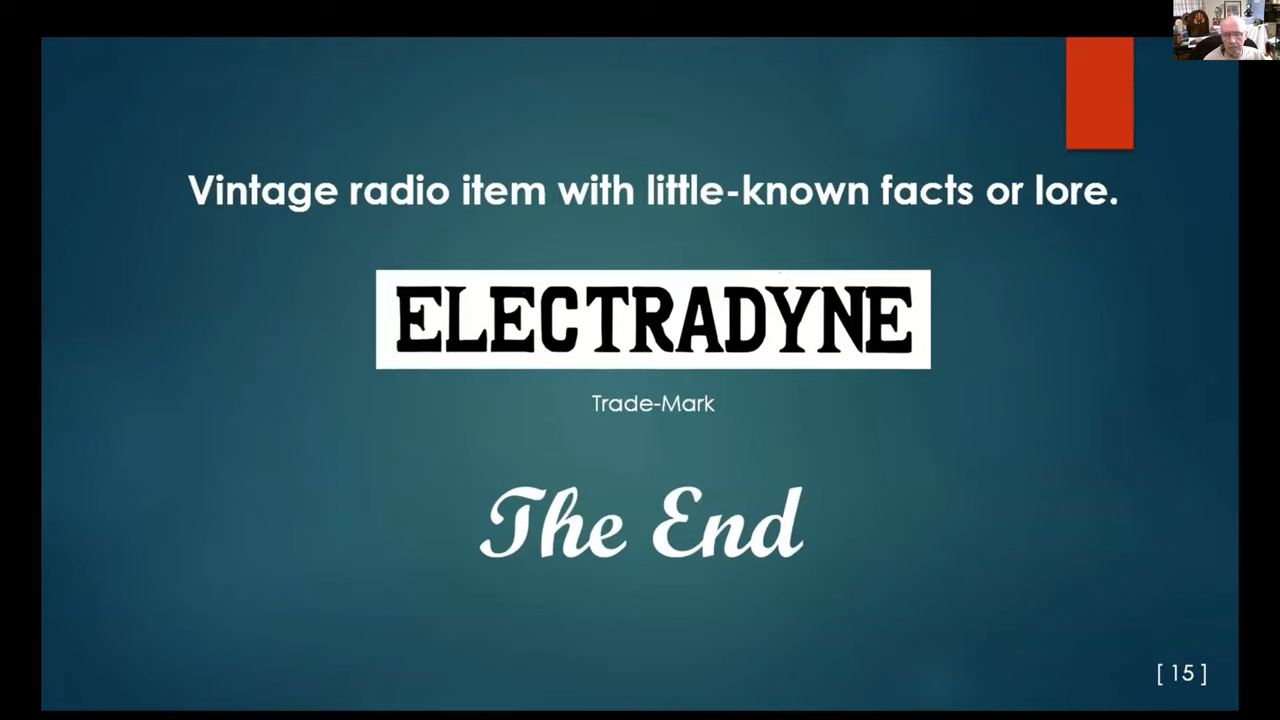 Vintage radio item with little-known facts or lore.
ELECTRADYNE
Trade-Mark
The End
[ 15 ]